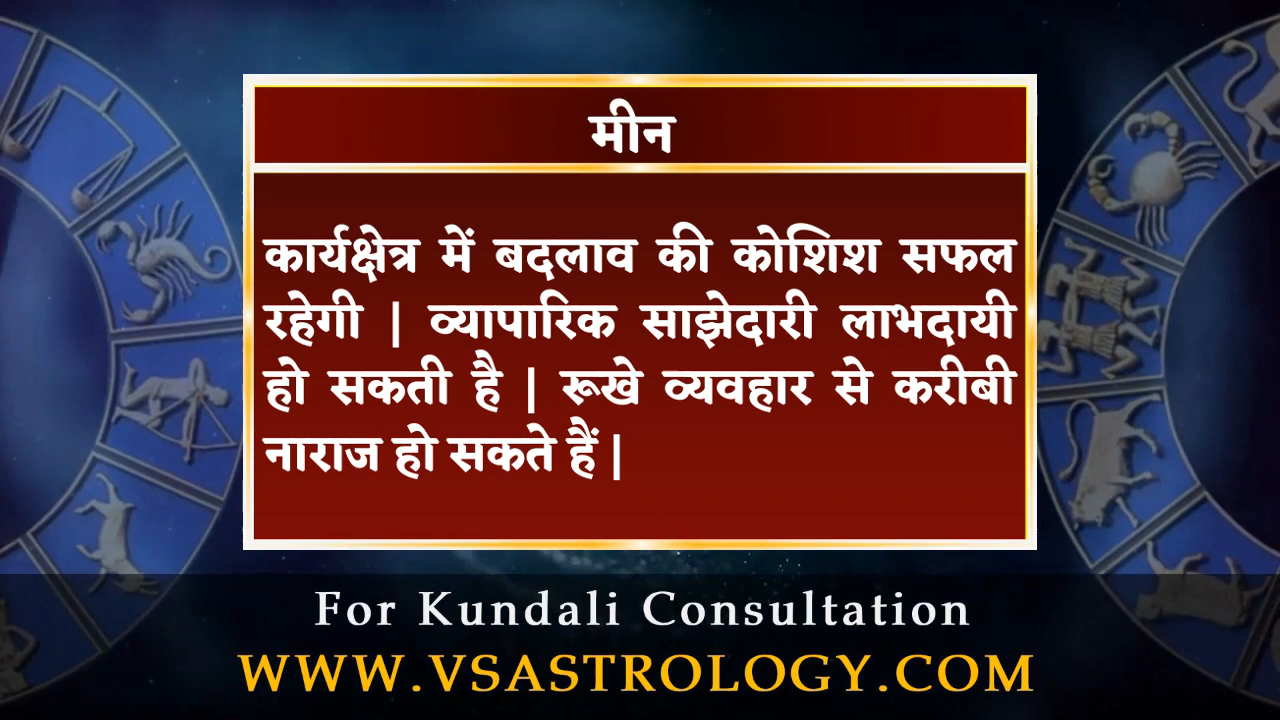 मीन
कार्यक्षेत्र में बदलाव की कोशिश सफल
रहेगी | व्यापारिक साझेदारी लाभदायी
हो सकती है | रूखे व्यवहार से करीबी
नाराज हो सकते हैं |
For Kundali Consultation
WWW.VSASTROLOGY.COM